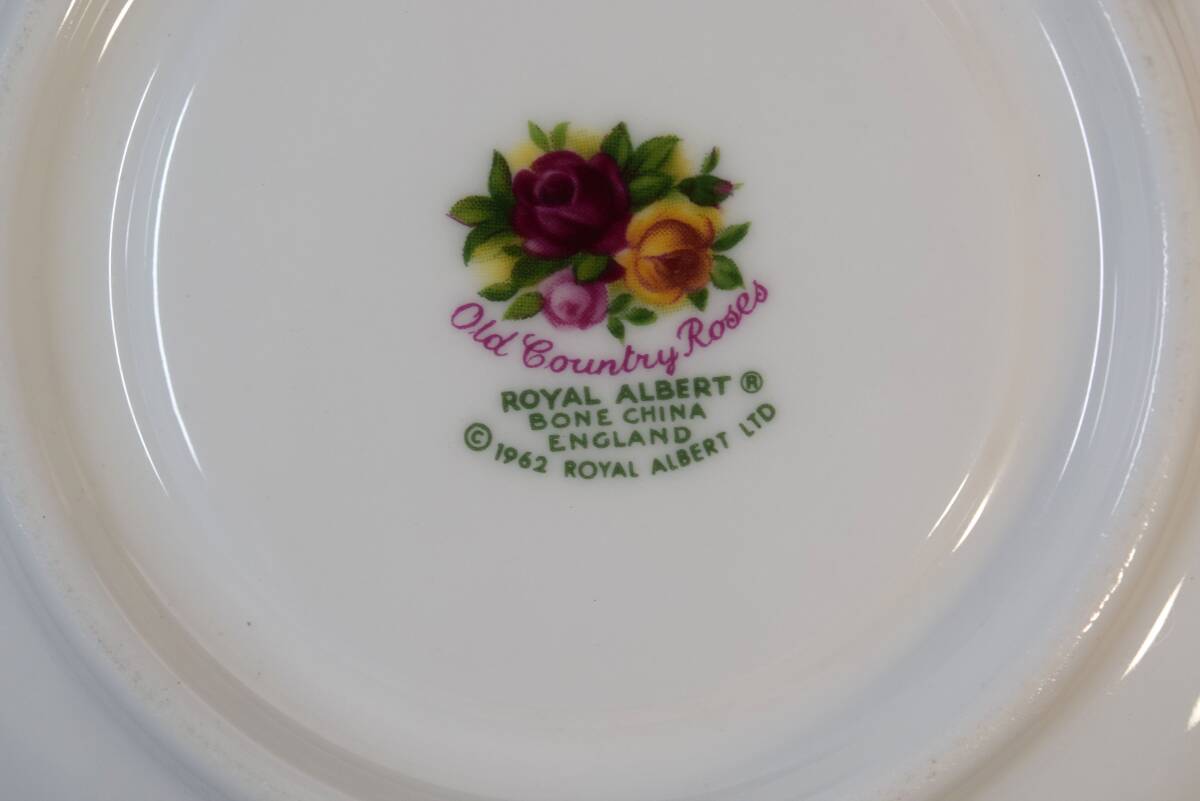 Old Country Roses
ROYAL ALBERT ®
BONE CHINA
ENGLAND
© 1962 ROYAL ALBERT LTD